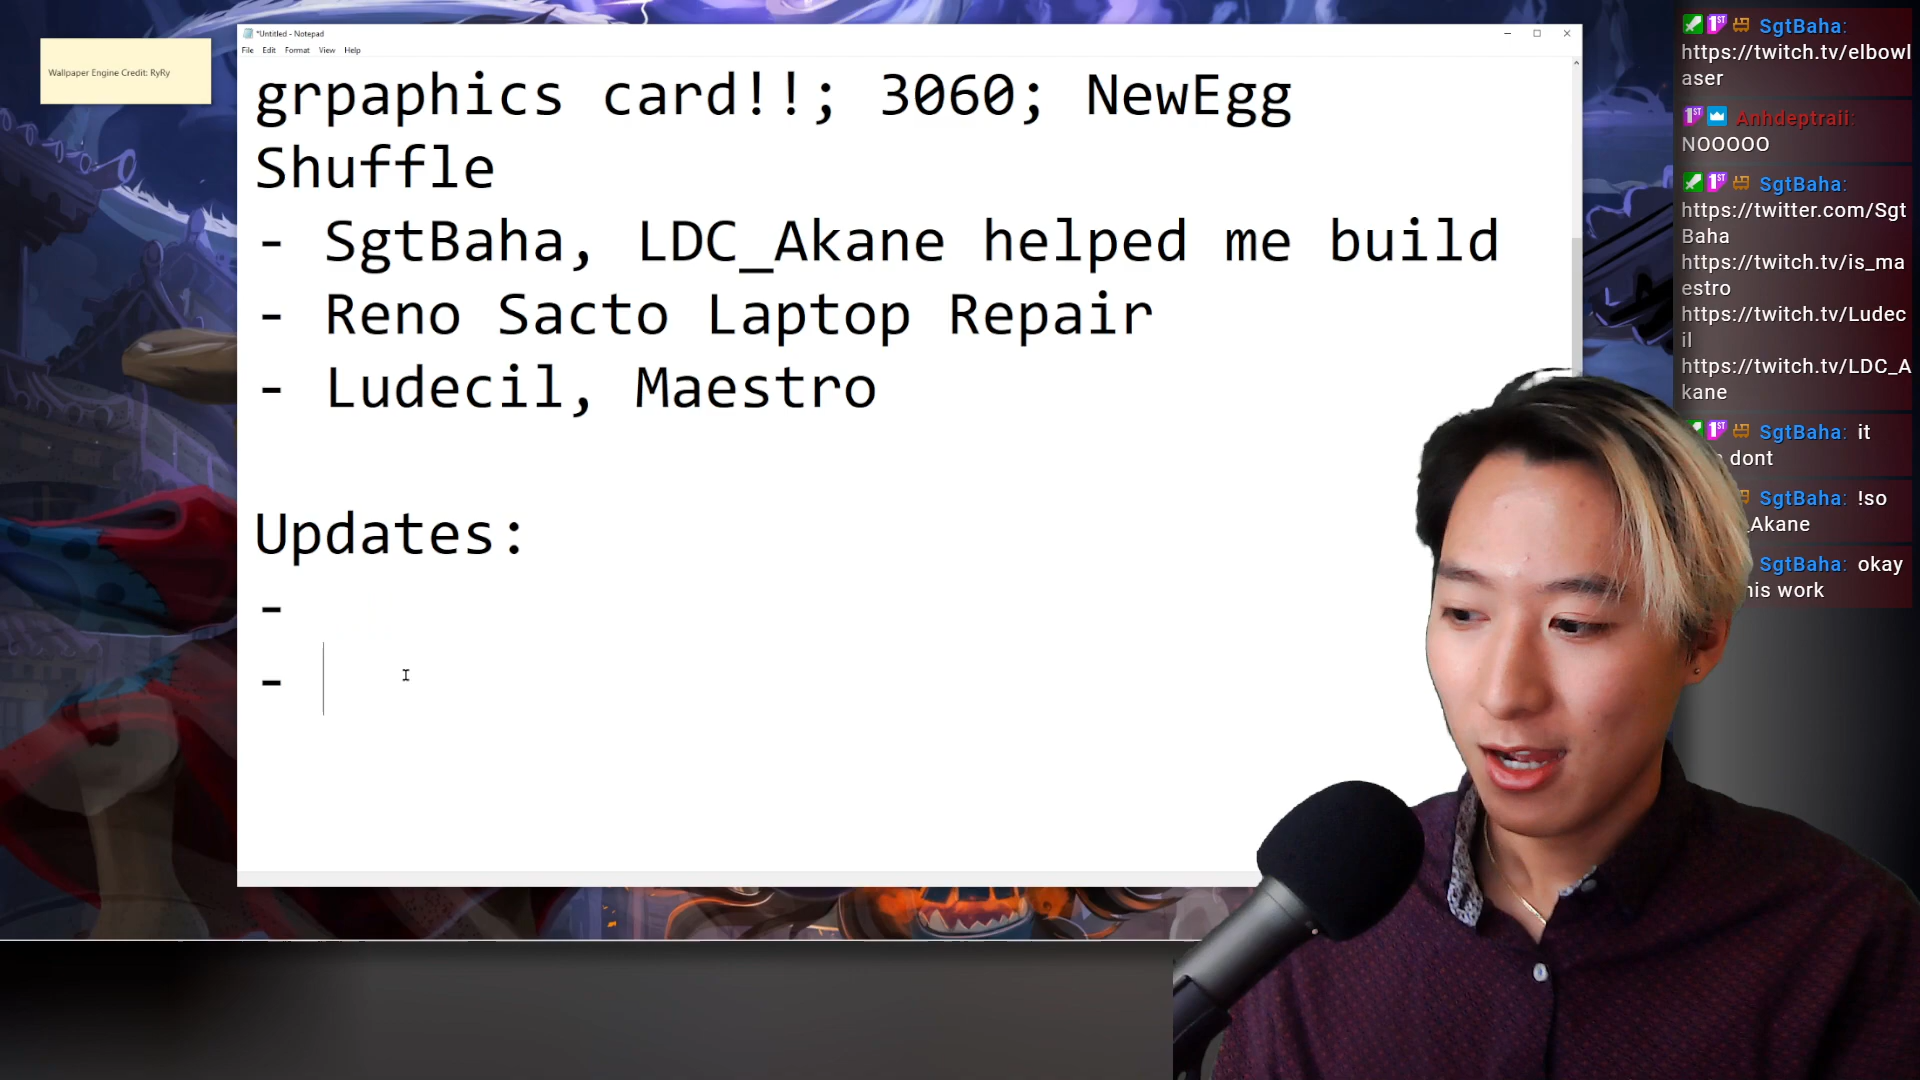 Wallpaper Engine Credit: RyRy
*Untitled - Notepad
File Edit Format View Help
grpaphics card!!; 3060; NewEgg
Shuffle
- SgtBaha, LDC_Akane helped me build
- Reno Sacto Laptop Repair
- Ludecil, Maestro
Updates:
-
-
SgtBaha:
https://twitch.tv/elbowl
aser
Anhdeptraii:
NOOOOO
SgtBaha:
https://twitter.com/Sgt
Baha
https://twitch.tv/is_ma
estro
https://twitch.tv/Ludec
il
https://twitch.tv/LDC_A
kane
SgtBaha: it
dont
SgtBaha: !so
_Akane
SgtBaha: okay
his work